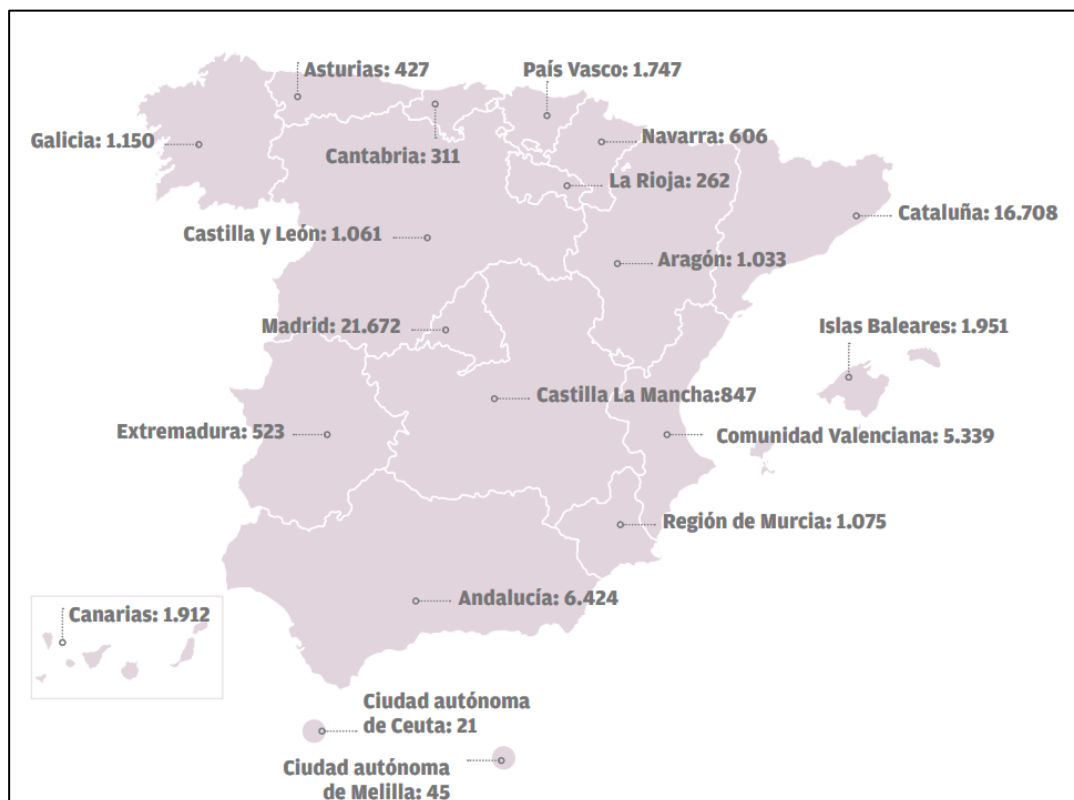 Asturias: 427
País Vasco: 1.747
Galicia: 1.150
Navarra: 606
Cantabria: 311
La Rioja: 262
Cataluña: 16.708
Castilla y León: 1.061
Aragón: 1.033
Madrid: 21.672
Islas Baleares: 1.951
Castilla La Mancha:847
Extremadura: 523
Comunidad Valenciana: 5.339
Región de Murcia: 1.075
Andalucía: 6.424
Canarias: 1.912
Ciudad autónoma
de Ceuta: 21
Ciudad autónoma
de Melilla: 45